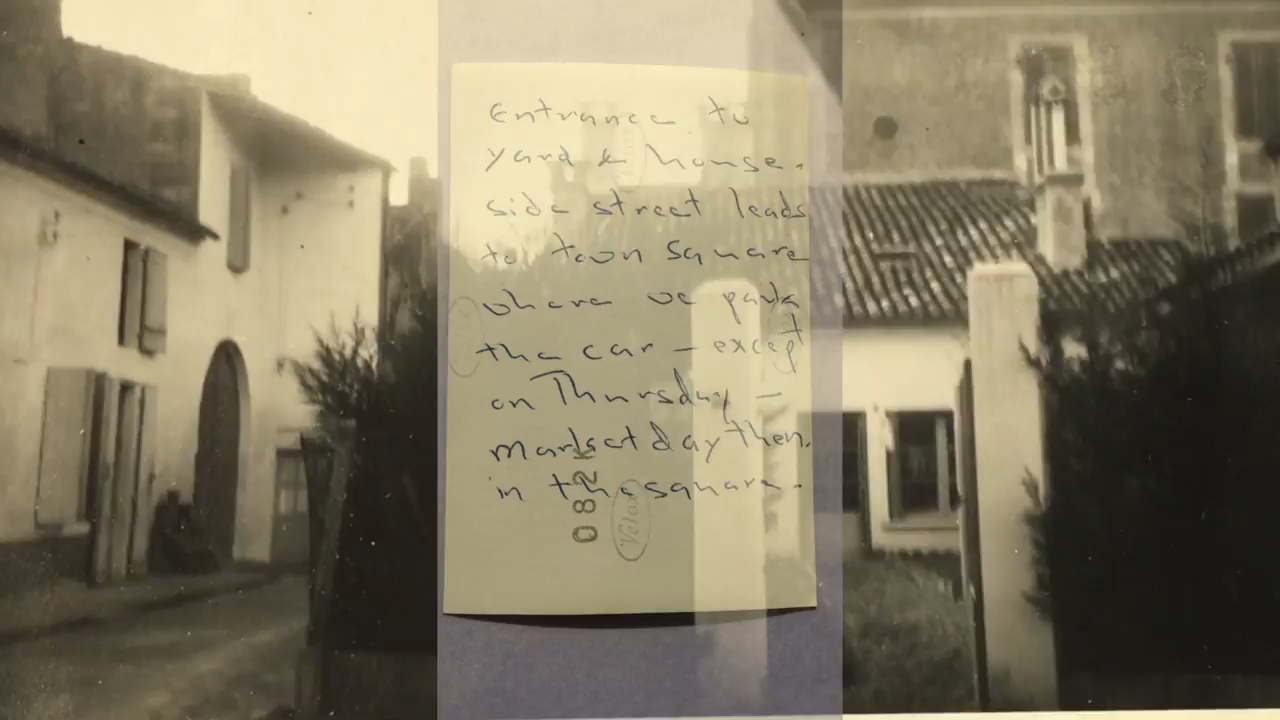 Entrance to
yard & house.
side street leads
to town square
where we park
the car – except
on Thursday –
market day then.
in the square.
082K
Velox